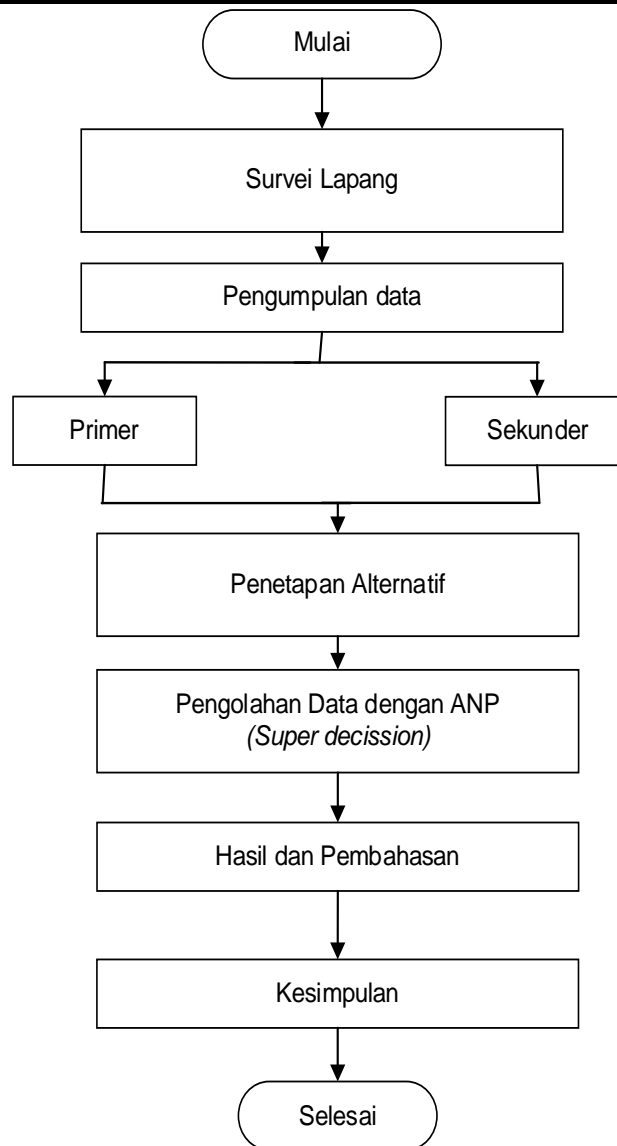 Mulai
Survei Lapang
Pengumpulan data
Primer
Sekunder
Penetapan Alternatif
Pengolahan Data dengan ANP
(Super decission)
Hasil dan Pembahasan
Kesimpulan
Selesai